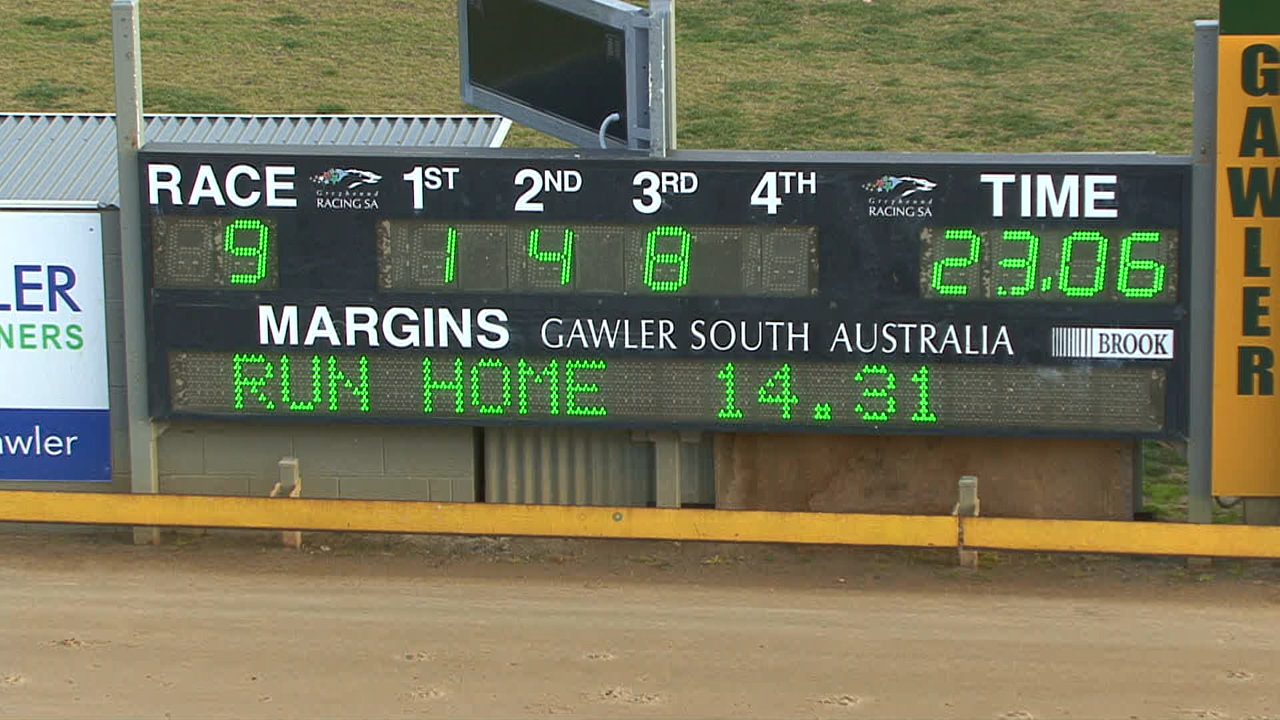 RACE Greyhound RACING SA 1ST 2ND 3RD 4TH Greyhound RACING SA TIME
9 1 4 8 23.06
MARGINS GAWLER SOUTH AUSTRALIA BROOK
RUN HOME 14.31
LER
NERS
awler
GAWLER